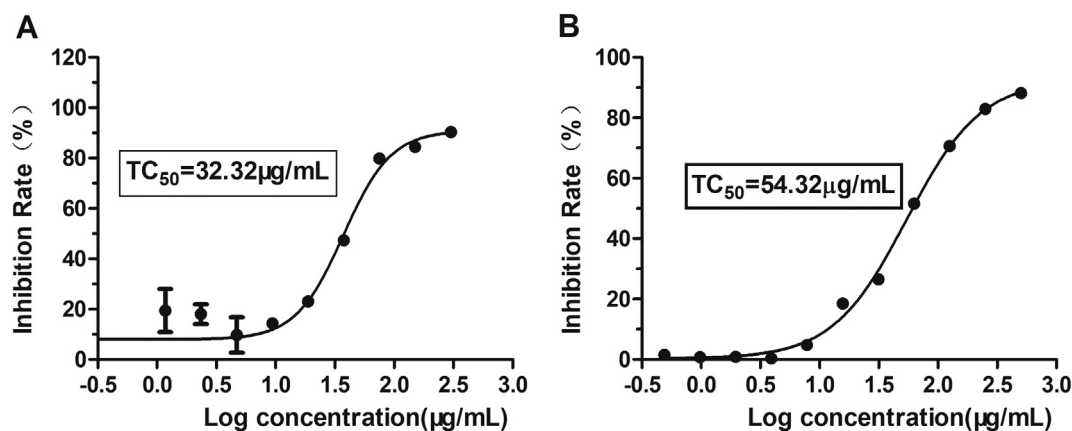 A
120
100
80
60
40
20
0
Inhibition Rate（%）
TC50=32.32µg/mL
-0.5 0.0 0.5 1.0 1.5 2.0 2.5 3.0
Log concentration(µg/mL)
B
100
80
60
40
20
0
Inhibition Rate（%）
TC50=54.32µg/mL
-0.5 0.0 0.5 1.0 1.5 2.0 2.5 3.0
Log concentration(µg/mL)